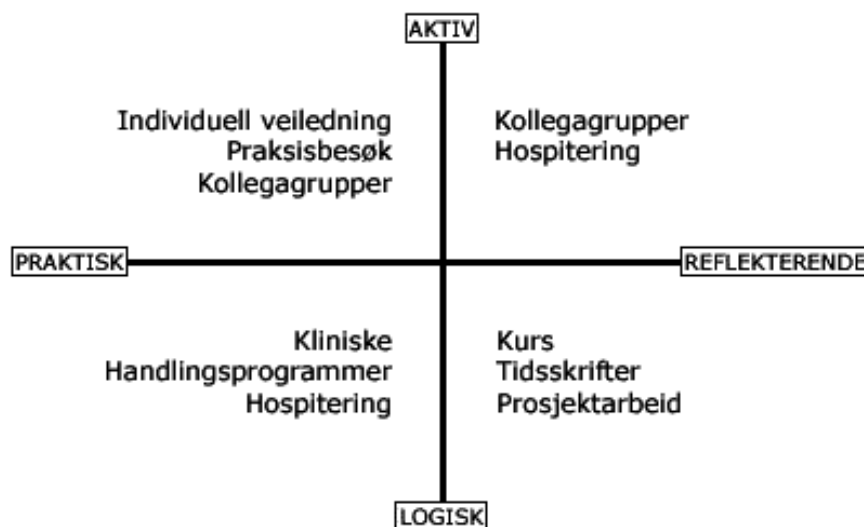 AKTIV
Individuell veiledning
Praksisbesøk
Kollegagrupper
Kollegagrupper
Hospitering
PRAKTISK
REFLEKTERENDE
Kliniske
Handlingsprogrammer
Hospitering
Kurs
Tidsskrifter
Prosjektarbeid
LOGISK